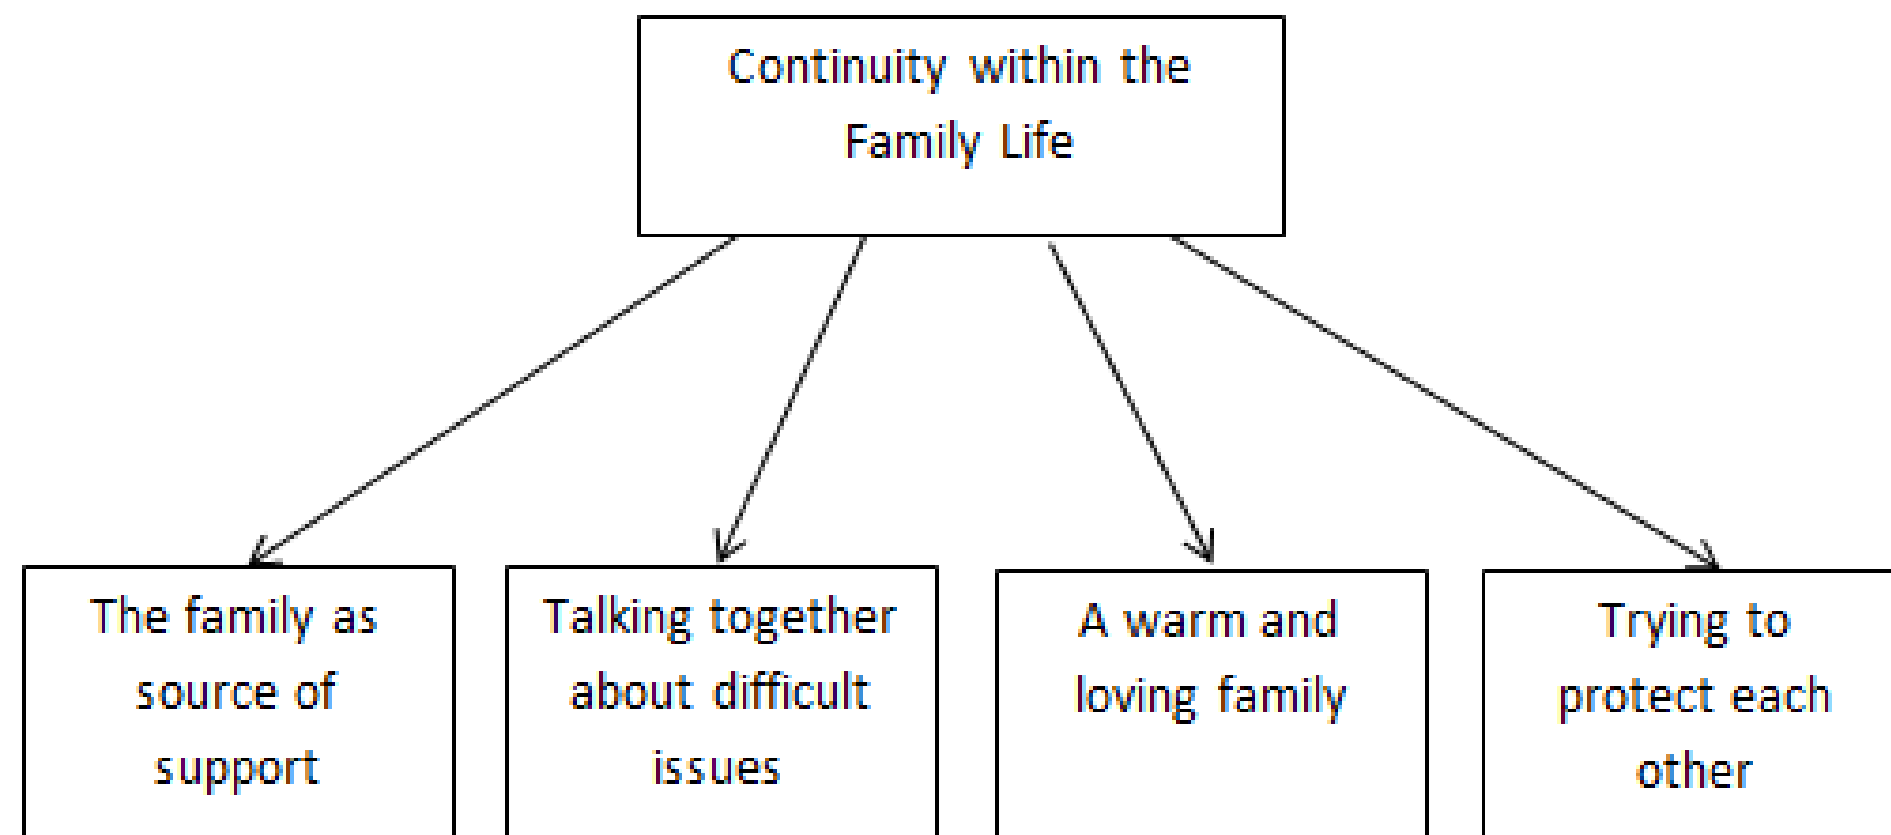 Continuity within the
Family Life
The family as
source of
support
Talking together
about difficult
issues
A warm and
loving family
Trying to
protect each
other